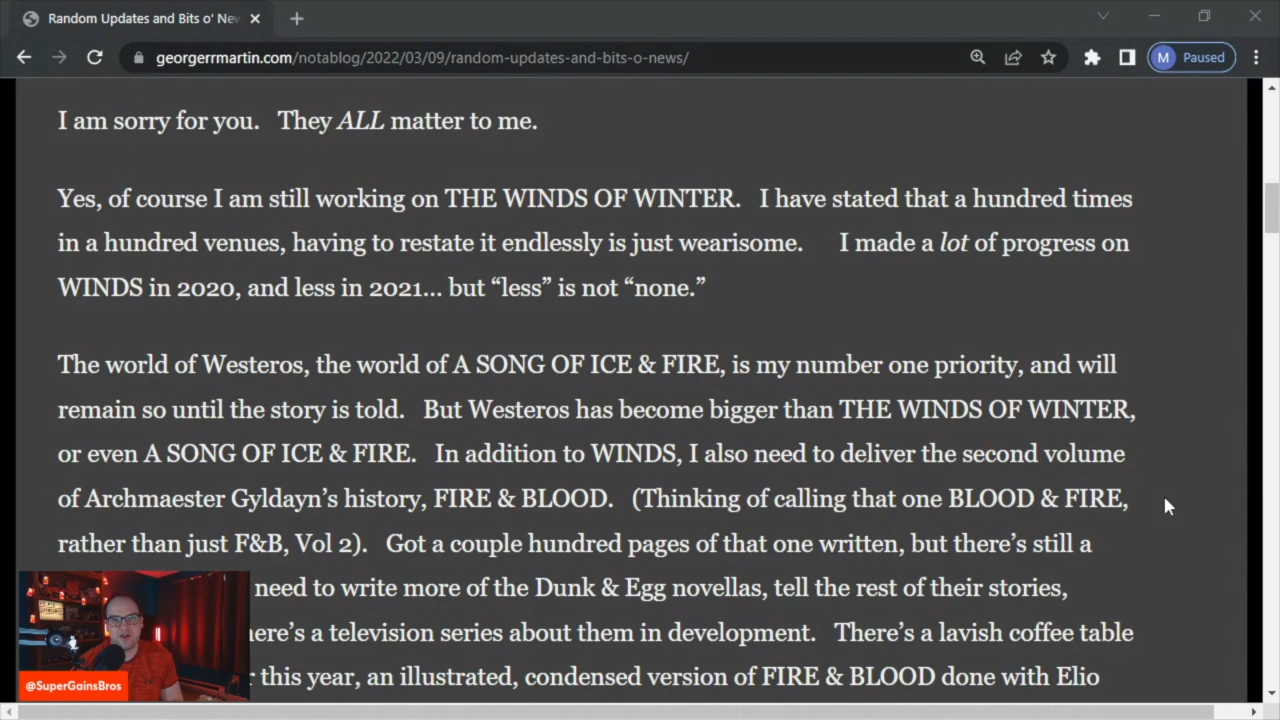 Random Updates and Bits o' Nev
georgerrmartin.com/notablog/2022/03/09/random-updates-and-bits-o-news/
M Paused
I am sorry for you. They ALL matter to me.
Yes, of course I am still working on THE WINDS OF WINTER. I have stated that a hundred times
in a hundred venues, having to restate it endlessly is just wearisome. I made a lot of progress on
WINDS in 2020, and less in 2021… but “less” is not “none.”
The world of Westeros, the world of A SONG OF ICE & FIRE, is my number one priority, and will
remain so until the story is told. But Westeros has become bigger than THE WINDS OF WINTER,
or even A SONG OF ICE & FIRE. In addition to WINDS, I also need to deliver the second volume
of Archmaester Gyldayn’s history, FIRE & BLOOD. (Thinking of calling that one BLOOD & FIRE,
rather than just F&B, Vol 2). Got a couple hundred pages of that one written, but there’s still a
need to write more of the Dunk & Egg novellas, tell the rest of their stories,
here’s a television series about them in development. There’s a lavish coffee table
this year, an illustrated, condensed version of FIRE & BLOOD done with Elio
@SuperGainsBros